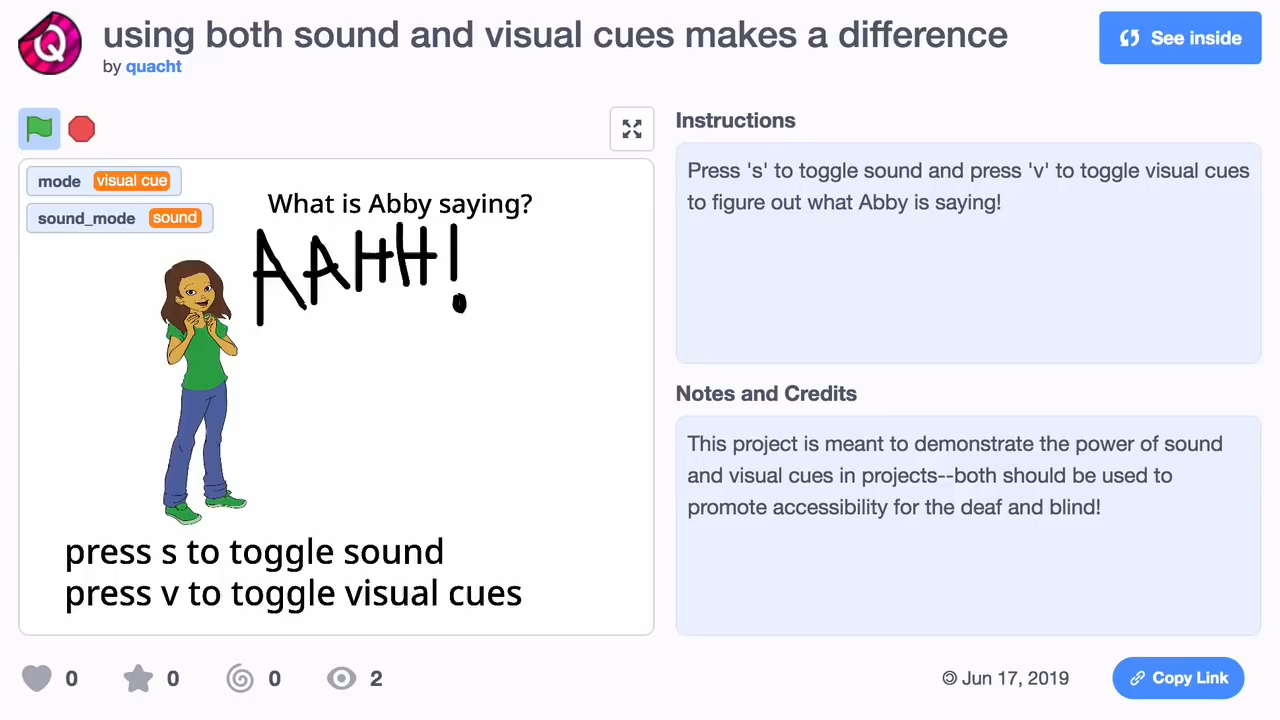 Q
using both sound and visual cues makes a difference
by quacht
See inside
Instructions
Press 's' to toggle sound and press 'v' to toggle visual cues
to figure out what Abby is saying!
mode visual cue
sound_mode sound
What is Abby saying?
AAHH!
press s to toggle sound
press v to toggle visual cues
Notes and Credits
This project is meant to demonstrate the power of sound
and visual cues in projects--both should be used to
promote accessibility for the deaf and blind!
0 0 0 2
Jun 17, 2019
Copy Link